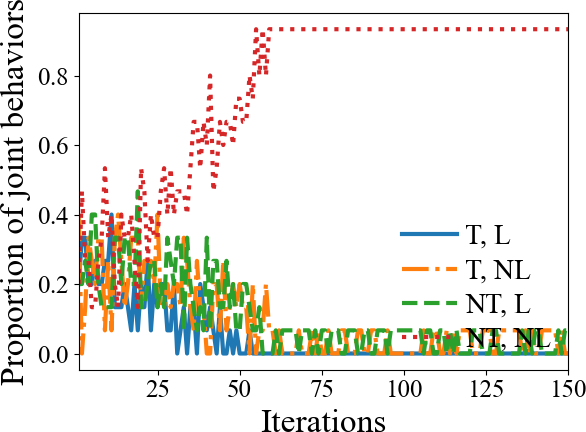 Proportion of joint behaviors
0.8
0.6
0.4
0.2
0.0
T, L
T, NL
NT, L
NT, NL
25
50
75
100
125
150
Iterations